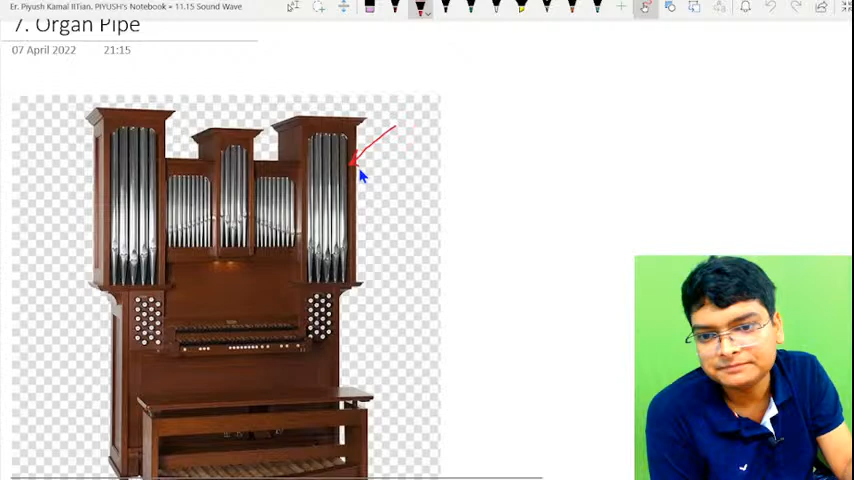 Er. Piyush Kamal IITian. PIYUSH's Notebook = 11.15 Sound Wave
7. Organ Pipe
07 April 2022 21:15